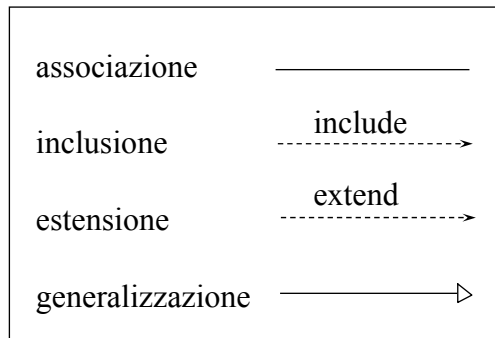 associazione
include
inclusione
extend
estensione
generalizzazione